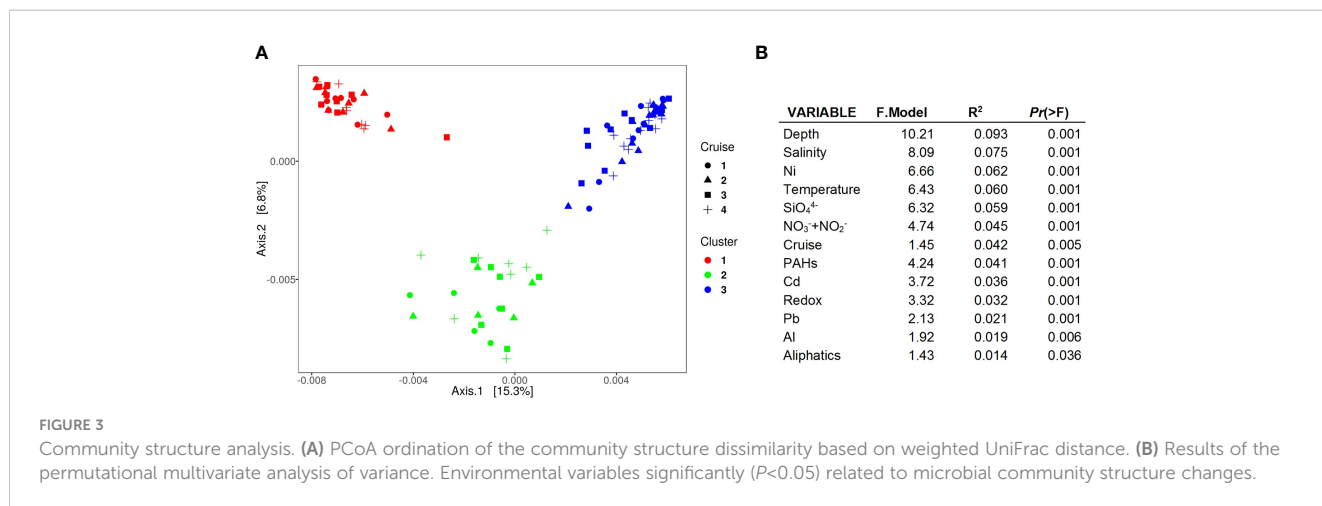 A
B
0.000
-0.005
Axis.2 [6.8%]
-0.008
-0.004
0.000
0.004
Axis.1 [15.3%]
Cruise
1
2
3
4
Cluster
1
2
3
VARIABLE F.Model R² Pr(>F)
Depth 10.21 0.093 0.001
Salinity 8.09 0.075 0.001
Ni 6.66 0.062 0.001
Temperature 6.43 0.060 0.001
SiO₄⁴⁻ 6.32 0.059 0.001
NO₃⁻+NO₂⁻ 4.74 0.045 0.001
Cruise 1.45 0.042 0.005
PAHs 4.24 0.041 0.001
Cd 3.72 0.036 0.001
Redox 3.32 0.032 0.001
Pb 2.13 0.021 0.001
Al 1.92 0.019 0.006
Aliphatics 1.43 0.014 0.036
FIGURE 3
Community structure analysis. (A) PCoA ordination of the community structure dissimilarity based on weighted UniFrac distance. (B) Results of the
permutational multivariate analysis of variance. Environmental variables significantly (P<0.05) related to microbial community structure changes.